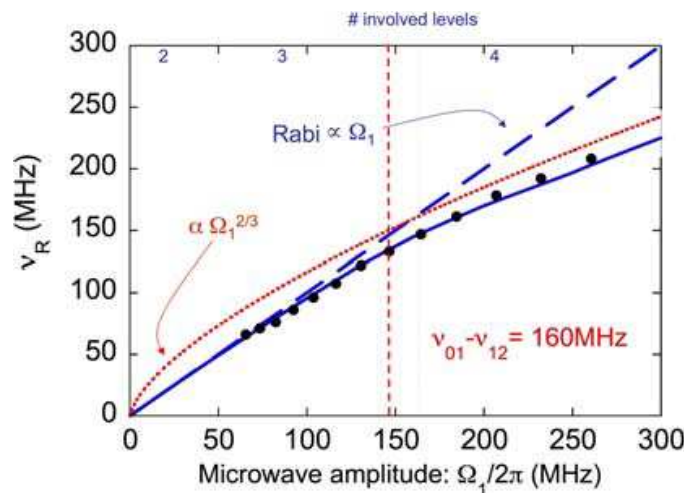 # involved levels
2 3 4
300
250
200
150
100
50
0
ν_R (MHz)
Rabi ∝ Ω₁
α Ω₁^2/3
ν₀₁-ν₁₂= 160MHz
0 50 100 150 200 250 300
Microwave amplitude: Ω₁/2π (MHz)